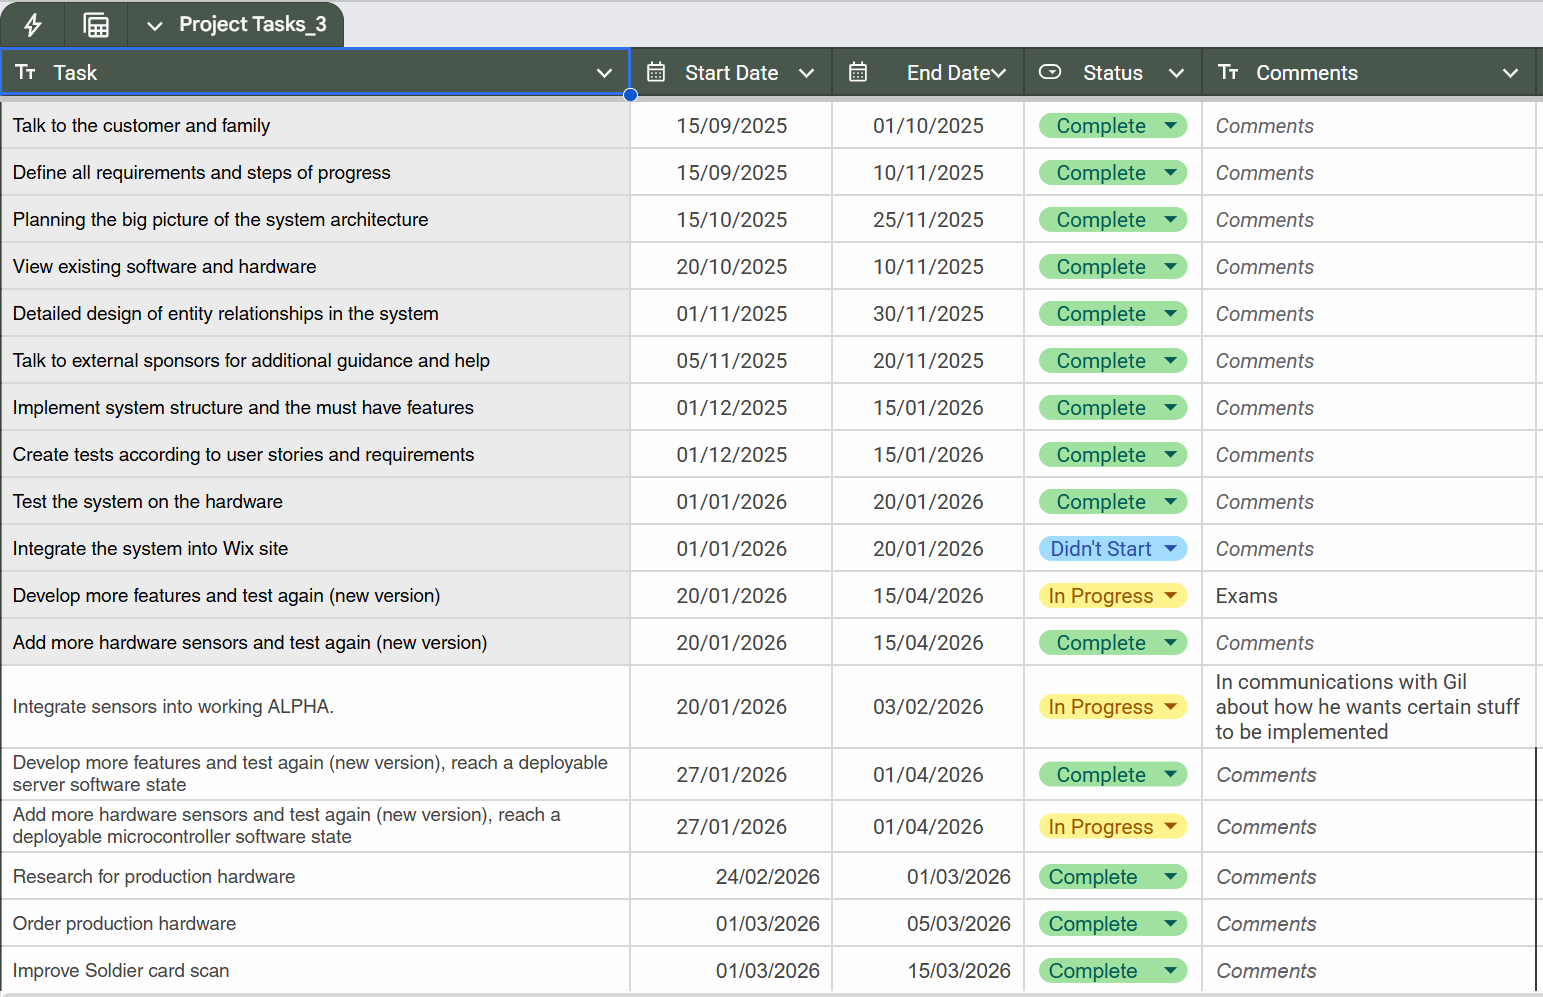 Project Tasks_3
Task Start Date End Date Status Comments
Talk to the customer and family 15/09/2025 01/10/2025 Complete Comments
Define all requirements and steps of progress 15/09/2025 10/11/2025 Complete Comments
Planning the big picture of the system architecture 15/10/2025 25/11/2025 Complete Comments
View existing software and hardware 20/10/2025 10/11/2025 Complete Comments
Detailed design of entity relationships in the system 01/11/2025 30/11/2025 Complete Comments
Talk to external sponsors for additional guidance and help 05/11/2025 20/11/2025 Complete Comments
Implement system structure and the must have features 01/12/2025 15/01/2026 Complete Comments
Create tests according to user stories and requirements 01/12/2025 15/01/2026 Complete Comments
Test the system on the hardware 01/01/2026 20/01/2026 Complete Comments
Integrate the system into Wix site 01/01/2026 20/01/2026 Didn't Start Comments
Develop more features and test again (new version) 20/01/2026 15/04/2026 In Progress Exams
Add more hardware sensors and test again (new version) 20/01/2026 15/04/2026 Complete Comments
Integrate sensors into working ALPHA. 20/01/2026 03/02/2026 In Progress In communications with Gil
about how he wants certain stuff
to be implemented
Develop more features and test again (new version), reach a deployable
server software state 27/01/2026 01/04/2026 Complete Comments
Add more hardware sensors and test again (new version), reach a
deployable microcontroller software state 27/01/2026 01/04/2026 In Progress Comments
Research for production hardware 24/02/2026 01/03/2026 Complete Comments
Order production hardware 01/03/2026 05/03/2026 Complete Comments
Improve Soldier card scan 01/03/2026 15/03/2026 Complete Comments